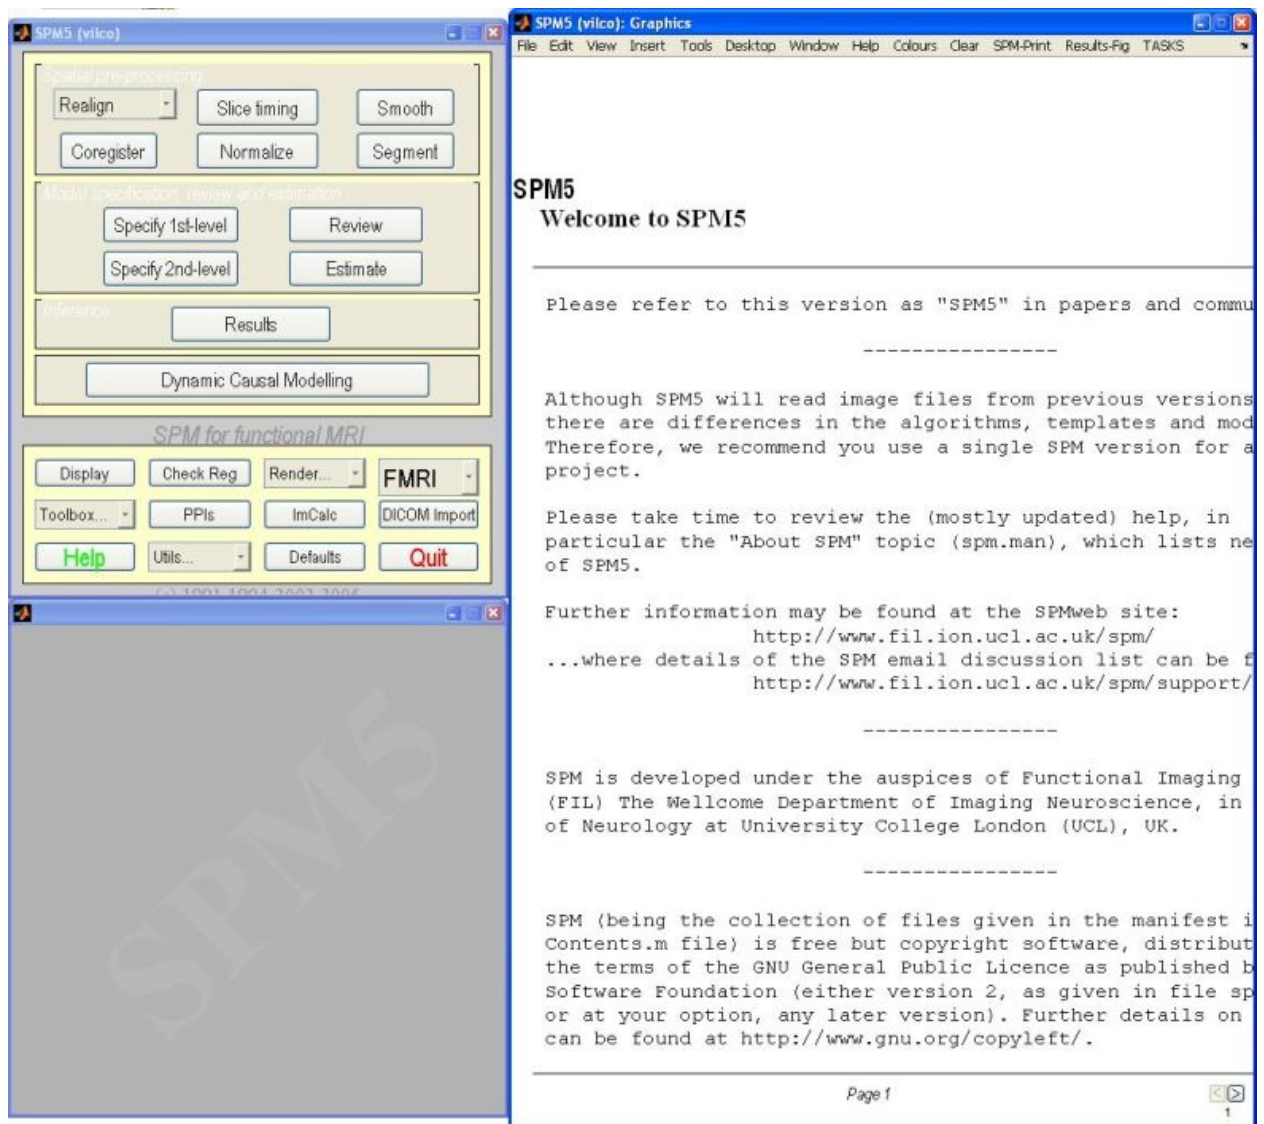 SPM5 (vilco)
Spatial pre-processing
Realign
Slice timing
Smooth
Coregister
Normalize
Segment
Model specification, review and estimation
Specify 1st-level
Review
Specify 2nd-level
Estimate
Inference
Results
Dynamic Causal Modelling
SPM for functional MRI
Display
Check Reg
Render...
FMRI
Toolbox...
PPIs
ImCalc
DICOM Import
Help
Utils...
Defaults
Quit
SPM5
SPM5 (vilco): Graphics
File Edit View Insert Tools Desktop Window Help Colours Clear SPM-Print Results-Fig TASKS
SPM5
Welcome to SPM5
Please refer to this version as "SPM5" in papers and commu
----------------
Although SPM5 will read image files from previous versions
there are differences in the algorithms, templates and mod
Therefore, we recommend you use a single SPM version for a
project.
Please take time to review the (mostly updated) help, in
particular the "About SPM" topic (spm.man), which lists ne
of SPM5.
Further information may be found at the SPMweb site:
http://www.fil.ion.ucl.ac.uk/spm/
...where details of the SPM email discussion list can be f
http://www.fil.ion.ucl.ac.uk/spm/support/
----------------
SPM is developed under the auspices of Functional Imaging
(FIL) The Wellcome Department of Imaging Neuroscience, in
of Neurology at University College London (UCL), UK.
----------------
SPM (being the collection of files given in the manifest i
Contents.m file) is free but copyright software, distribut
the terms of the GNU General Public Licence as published b
Software Foundation (either version 2, as given in file sp
or at your option, any later version). Further details on
can be found at http://www.gnu.org/copyleft/.
Page 1
< >
1